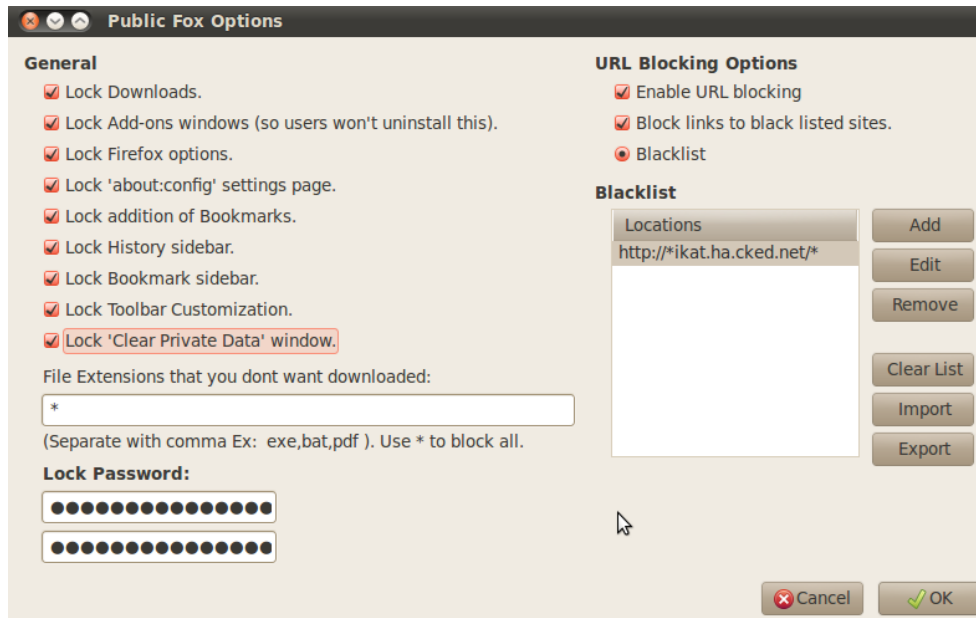 Public Fox Options
General
Lock Downloads.
Lock Add-ons windows (so users won't uninstall this).
Lock Firefox options.
Lock 'about:config' settings page.
Lock addition of Bookmarks.
Lock History sidebar.
Lock Bookmark sidebar.
Lock Toolbar Customization.
Lock 'Clear Private Data' window.
File Extensions that you dont want downloaded:
*
(Separate with comma Ex: exe,bat,pdf ). Use * to block all.
Lock Password:
URL Blocking Options
Enable URL blocking
Block links to black listed sites.
Blacklist
Blacklist
Locations
http://*ikat.ha.cked.net/*
Add
Edit
Remove
Clear List
Import
Export
Cancel
OK